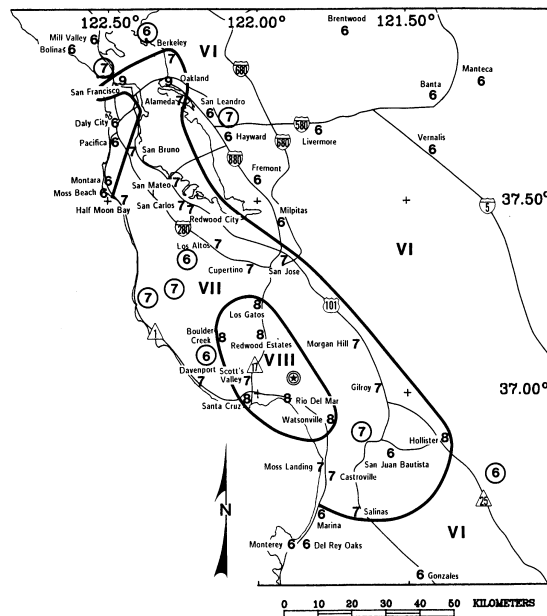 122.50° 122.0° 121.50°
Brentwood
6
Mill Valley
6
6
VI
Bolinas
6
Berkeley
7
7
680
Manteca
6
Oakland
9
9
San Francisco
Banta
6
Alameda
7
San Leandro
6
7
580
Daly City
6
6
Hayward
6
Livermore
Vernalis
6
Pacifica
6
San Bruno
7
680
880
Fremont
6
Montara
6
San Mateo
7
Moss Beach
6
7
Half Moon Bay
San Carlos
7 7
Redwood City
5
37.50°
Milpitas
6
280
Los Altos
7
6
VI
Cupertino
7
7
San Jose
VII
7
7
101
8
Los Gatos
1
Boulder
Creek
8
8
Redwood Estates
Morgan Hill
7
6
VIII
17
Davenport
7
Scott's
Valley
7
Gilroy
7
37.00°
Santa Cruz
8
8
Rio Del Mar
Watsonville
8
7
Hollister
8
6
San Juan Bautista
Moss Landing
7
7
Castroville
6
25
N
7
Salinas
6
Marina
VI
Monterey
6 6
Del Rey Oaks
6
Gonzales
0 10 20 30 40 50 KILOMETERS